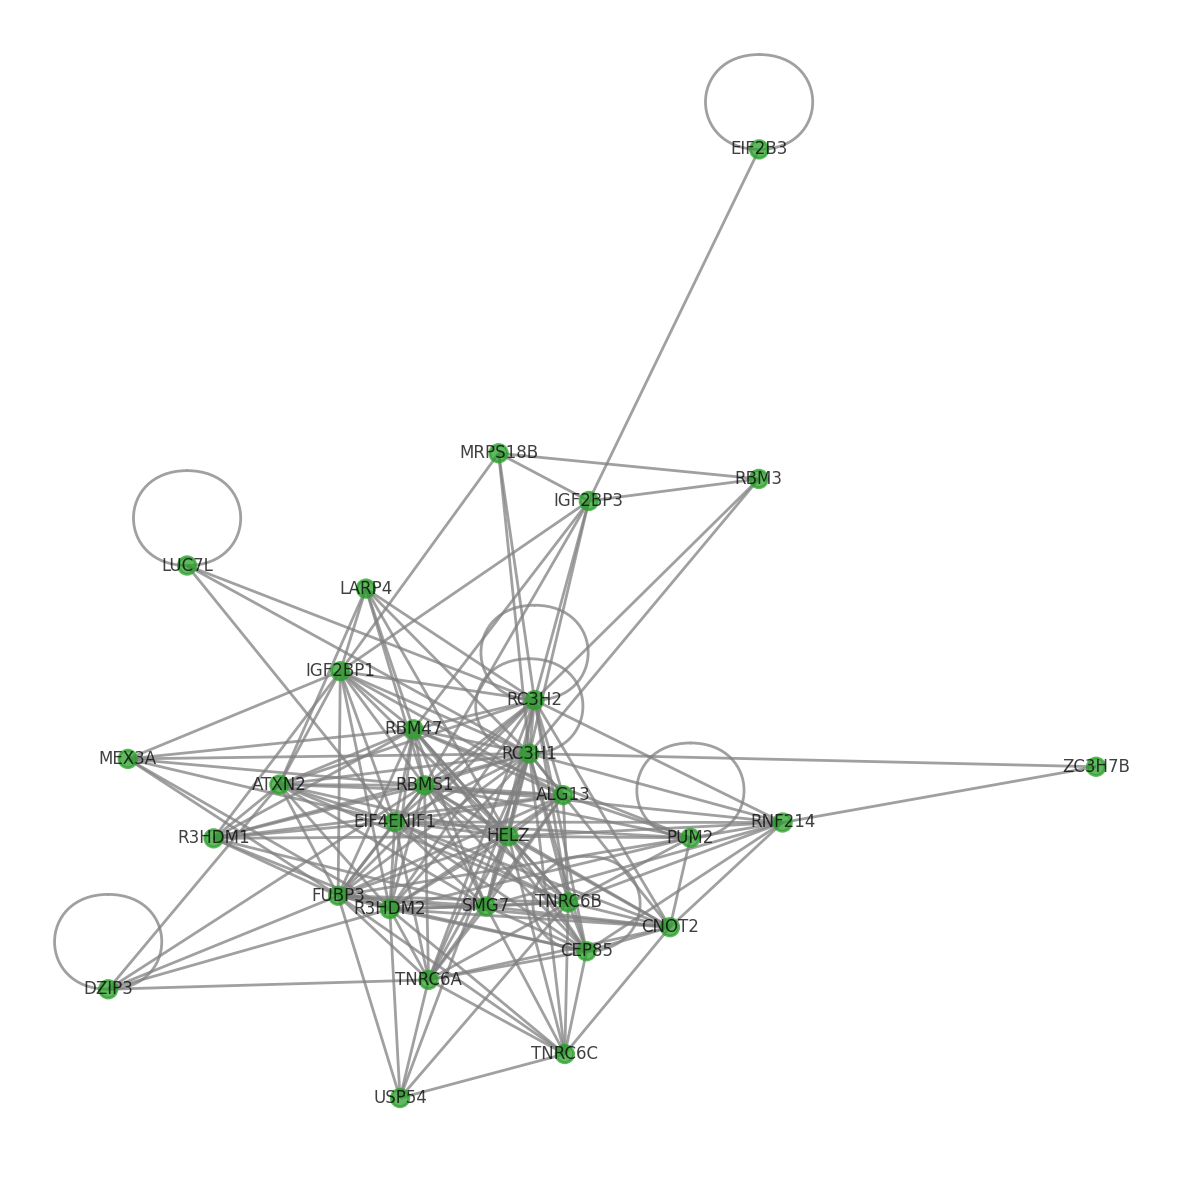 EIF2B3
MRPS18B
RBM3
IGF2BP3
LUC7L
LARP4
IGF2BP1
RC3H2
RBM47
RC3H1
MEX3A
ZC3H7B
ATXN2
RBMS1
ALG13
EIF4ENIF1
RNF214
R3HDM1
HELZ
PUM2
FUBP3
R3HDM2
SMG7
TNRC6B
CNOT2
CEP85
TNRC6A
DZIP3
TNRC6C
USP54